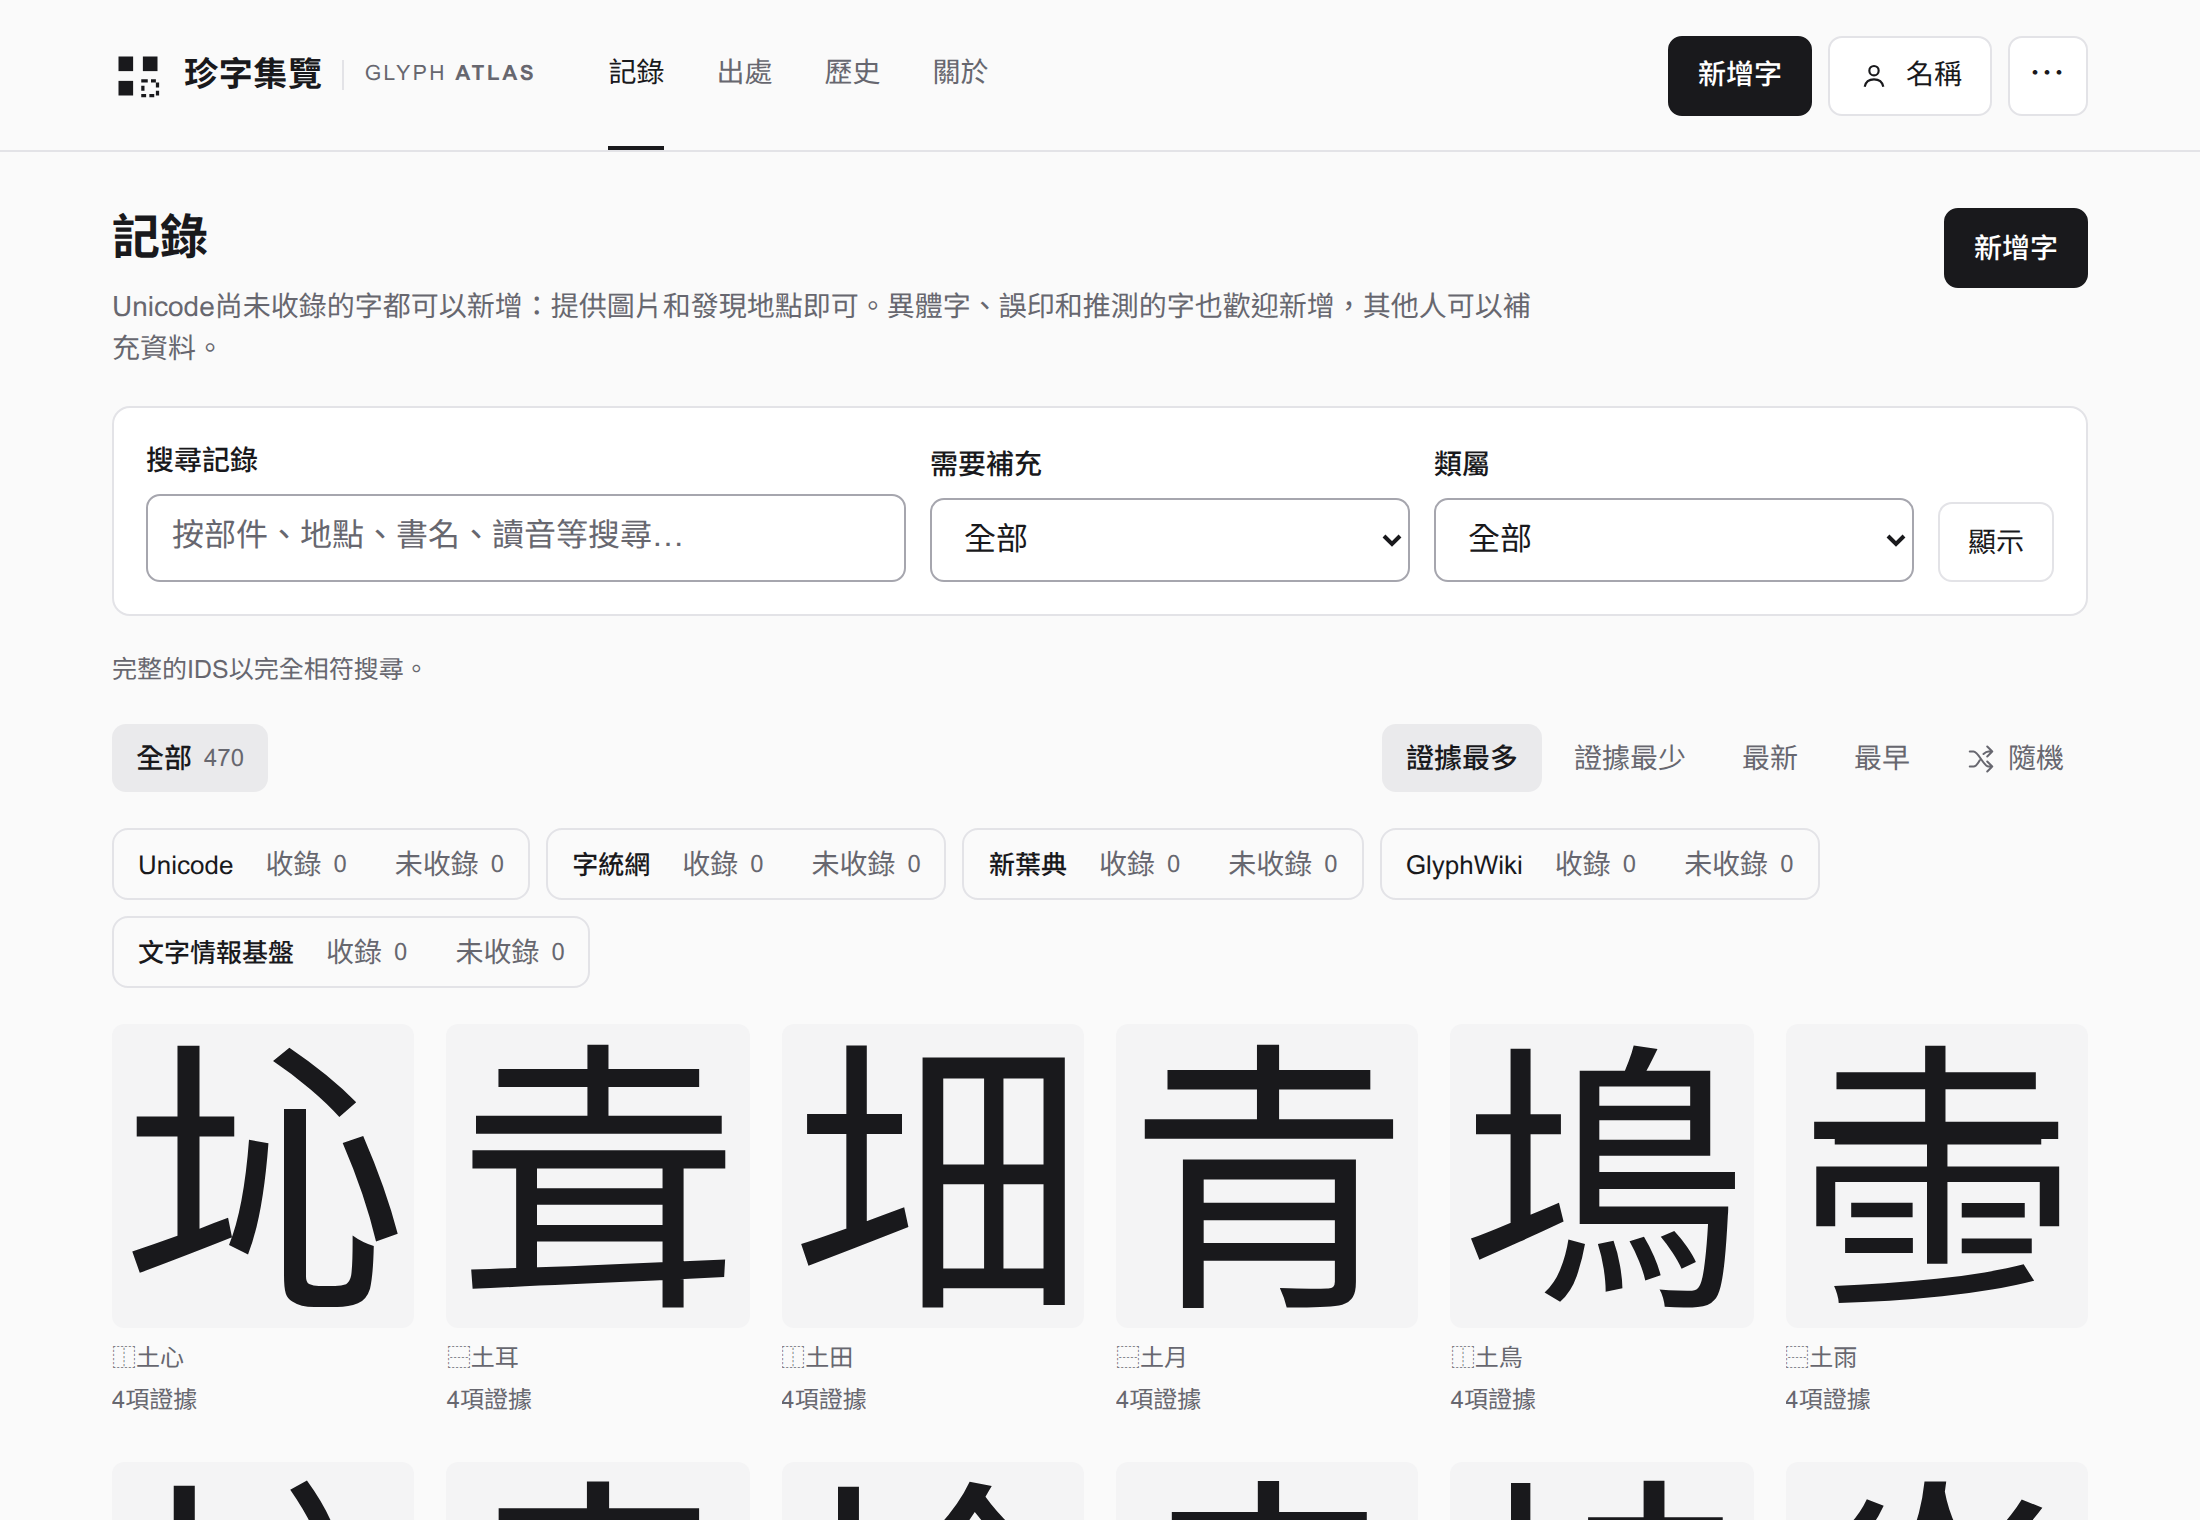 珍字集覽 GLYPH ATLAS 記錄 出處 歷史 關於 新增字 名稱 ···
記錄 新增字
Unicode尚未收錄的字都可以新增：提供圖片和發現地點即可。異體字、誤印和推測的字也歡迎新增，其他人可以補
充資料。
搜尋記錄 需要補充 類屬
按部件、地點、書名、讀音等搜尋… 全部 全部 顯示
完整的IDS以完全相符搜尋。
全部 470 證據最多 證據最少 最新 最早 隨機
Unicode 收錄 0 未收錄 0 字統網 收錄 0 未收錄 0 新葉典 收錄 0 未收錄 0 GlyphWiki 收錄 0 未收錄 0
文字情報基盤 收錄 0 未收錄 0
⿰土心 ⿱土耳 ⿰土田 ⿱土月 ⿰土鳥 ⿱土雨
4項證據 4項證據 4項證據 4項證據 4項證據 4項證據